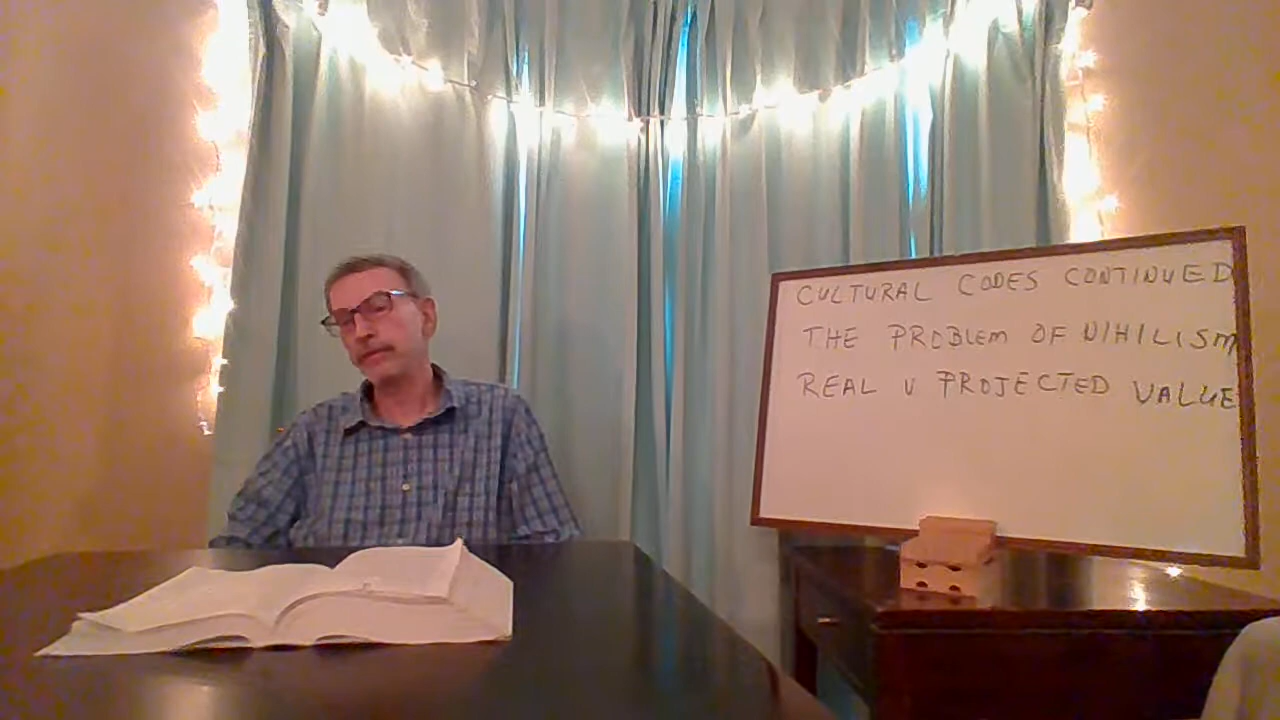 CULTURAL CODES CONTINUED
THE PROBLEM OF NIHILISM
REAL V PROJECTED VALUE